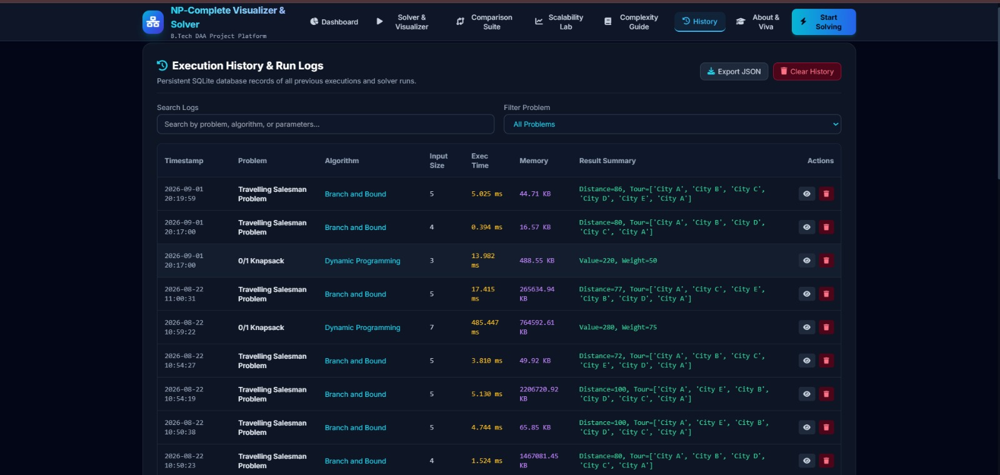 NP-Complete Visualizer &
Solver
B.Tech DAA Project Platform
Dashboard
Solver &
Visualizer
Comparison
Suite
Scalability
Lab
Complexity
Guide
History
About &
Viva
Start
Solving
Execution History & Run Logs
Persistent SQLite database records of all previous executions and solver runs.
Export JSON
Clear History
Search Logs
Filter Problem
Search by problem, algorithm, or parameters...
All Problems
Timestamp Problem Algorithm Input Size Exec Time Memory Result Summary Actions
2026-09-01 Travelling Salesman Branch and Bound 5 5.025 ms 44.71 KB Distance=86, Tour=['City A', 'City B', 'City C',
20:19:59 Problem 'City D', 'City E', 'City A']
2026-09-01 Travelling Salesman Branch and Bound 4 0.394 ms 16.57 KB Distance=80, Tour=['City A', 'City B', 'City D',
20:17:00 Problem 'City C', 'City A']
2026-09-01 0/1 Knapsack Dynamic Programming 3 13.982 488.55 KB Value=220, Weight=50
20:17:00 ms
2026-08-22 Travelling Salesman Branch and Bound 5 17.415 265634.94 Distance=77, Tour=['City A', 'City C', 'City E',
11:00:31 Problem ms KB 'City B', 'City D', 'City A']
2026-08-22 0/1 Knapsack Dynamic Programming 7 485.447 764592.61 Value=280, Weight=75
10:59:22 ms KB
2026-08-22 Travelling Salesman Branch and Bound 5 3.810 ms 49.92 KB Distance=72, Tour=['City A', 'City B', 'City C',
10:54:27 Problem 'City E', 'City D', 'City A']
2026-08-22 Travelling Salesman Branch and Bound 5 5.130 ms 2206720.92 Distance=100, Tour=['City A', 'City E', 'City B',
10:54:19 Problem KB 'City D', 'City C', 'City A']
2026-08-22 Travelling Salesman Branch and Bound 5 4.744 ms 65.85 KB Distance=100, Tour=['City A', 'City E', 'City B',
10:50:38 Problem 'City D', 'City C', 'City A']
2026-08-22 Travelling Salesman Branch and Bound 4 1.524 ms 1467081.45 Distance=80, Tour=['City A', 'City B', 'City D',
10:50:23 Problem KB 'City C', 'City A']